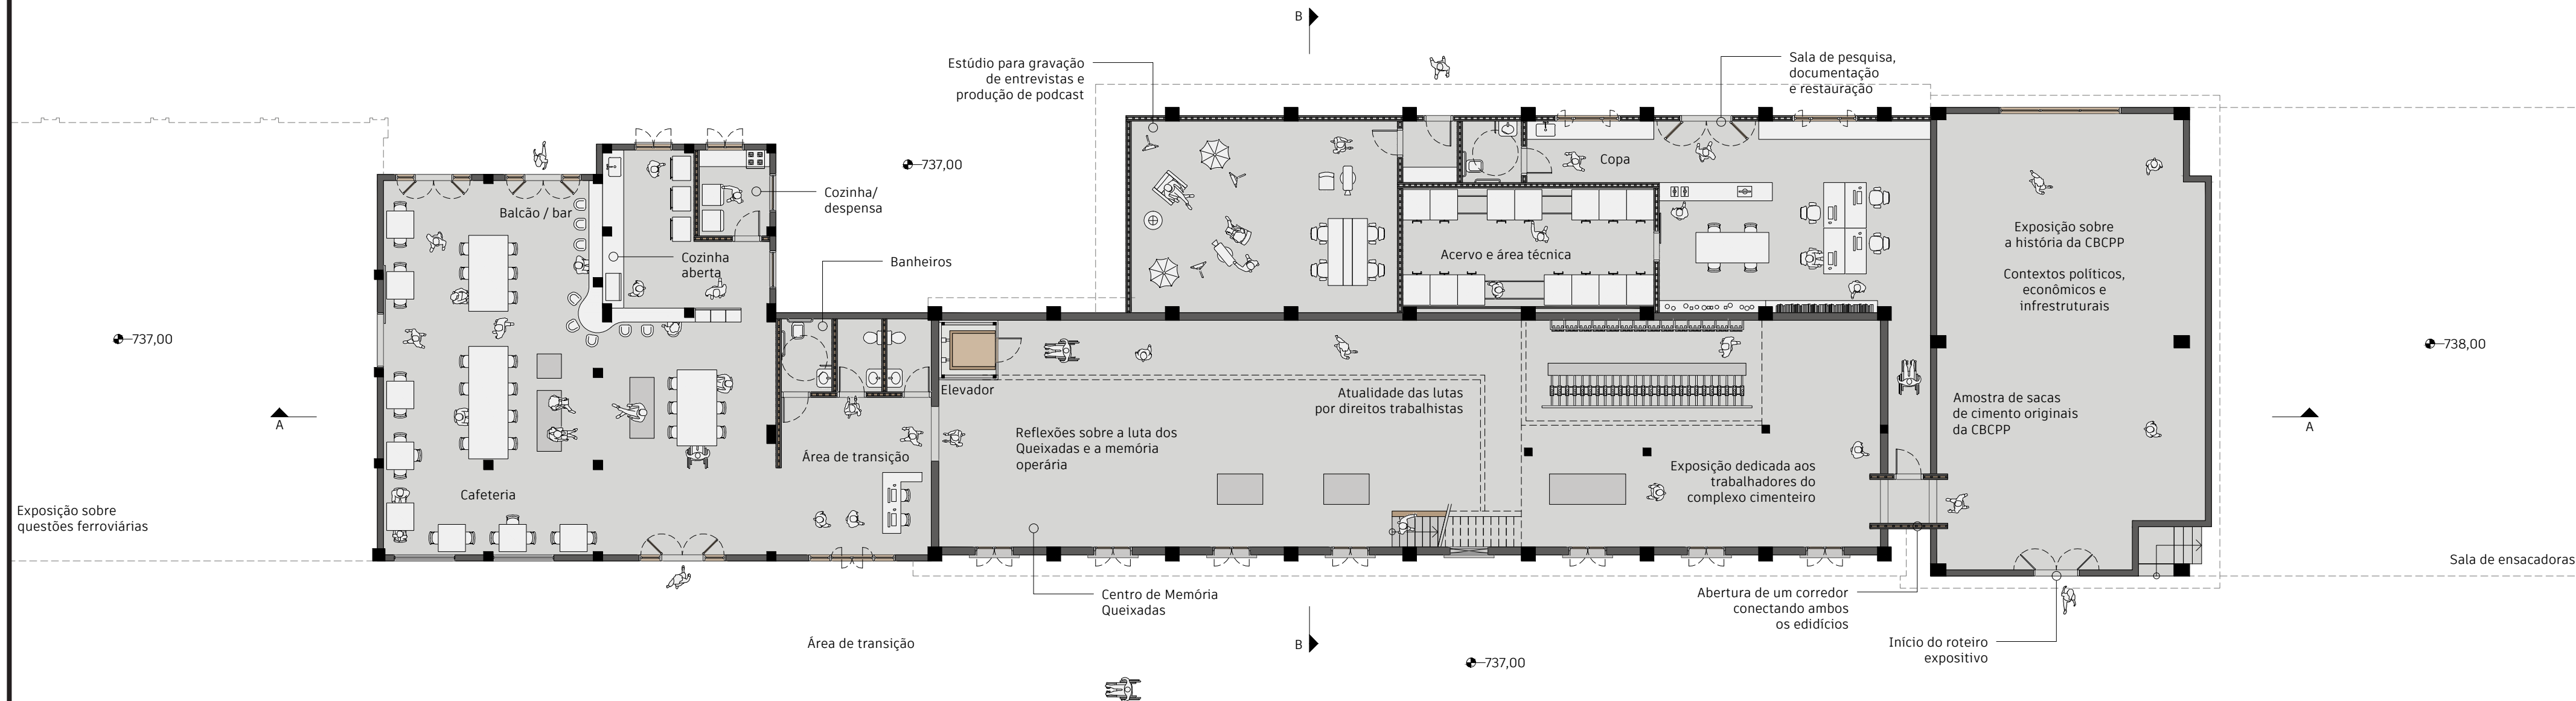 B
Estúdio para gravação
de entrevistas e
produção de podcast
Sala de pesquisa,
documentação
e restauração
737,00
Copa
Cozinha/
despensa
Balcão / bar
Cozinha
aberta
Banheiros
Acervo e área técnica
Exposição sobre
a história da CBCPP
Contextos políticos,
econômicos e
infrestruturais
737,00
738,00
Elevador
Atualidade das lutas
por direitos trabalhistas
Amostra de sacas
de cimento originais
da CBCPP
A
A
Reflexões sobre a luta dos
Queixadas e a memória
operária
Área de transição
Exposição dedicada aos
trabalhadores do
complexo cimenteiro
Cafeteria
Exposição sobre
questões ferroviárias
Sala de ensacadoras
Centro de Memória
Queixadas
Abertura de um corredor
conectando ambos
os edidícios
Área de transição
B
Início do roteiro
expositivo
737,00